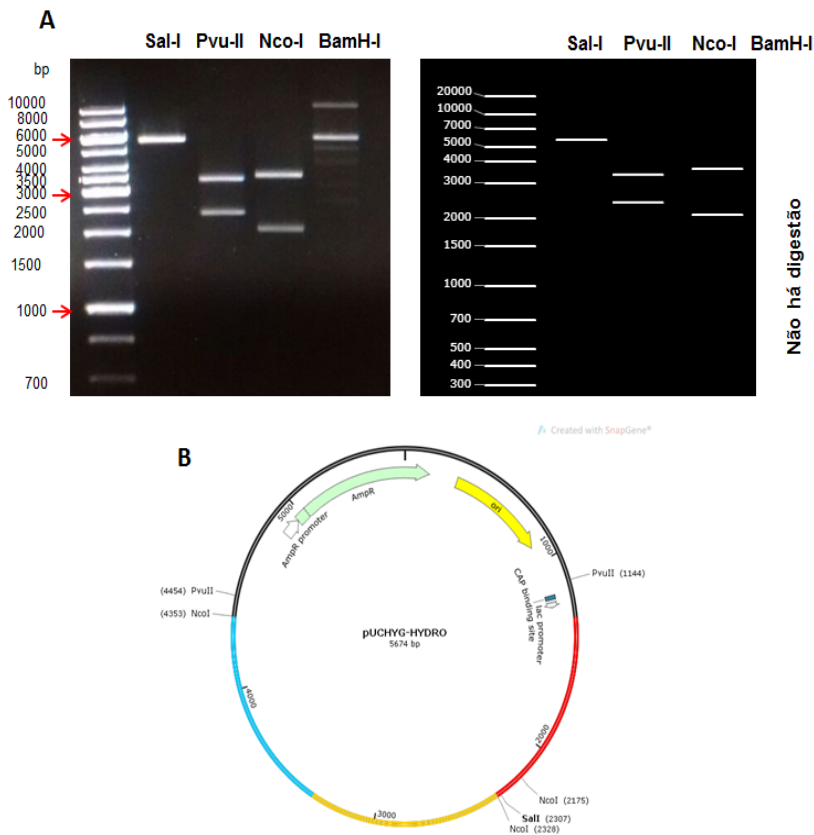 A
Sal-I Pvu-II Nco-I BamH-I
Sal-I Pvu-II Nco-I BamH-I
bp
10000
8000
6000
5000
4000
3500
3000
2500
2000
1500
1000
700
20000
10000
7000
5000
4000
3000
2000
1500
1000
700
500
400
300
Não há digestão
Created with SnapGene®
B
AmpR
AmpR promoter
ori
5000
1000
CAP binding site
lac promoter
PvuII (1144)
(4454) PvuII
(4353) NcoI
pUCHYG-HYDRO
5674 bp
4000
2000
3000
NcoI (2175)
SalI (2307)
NcoI (2328)